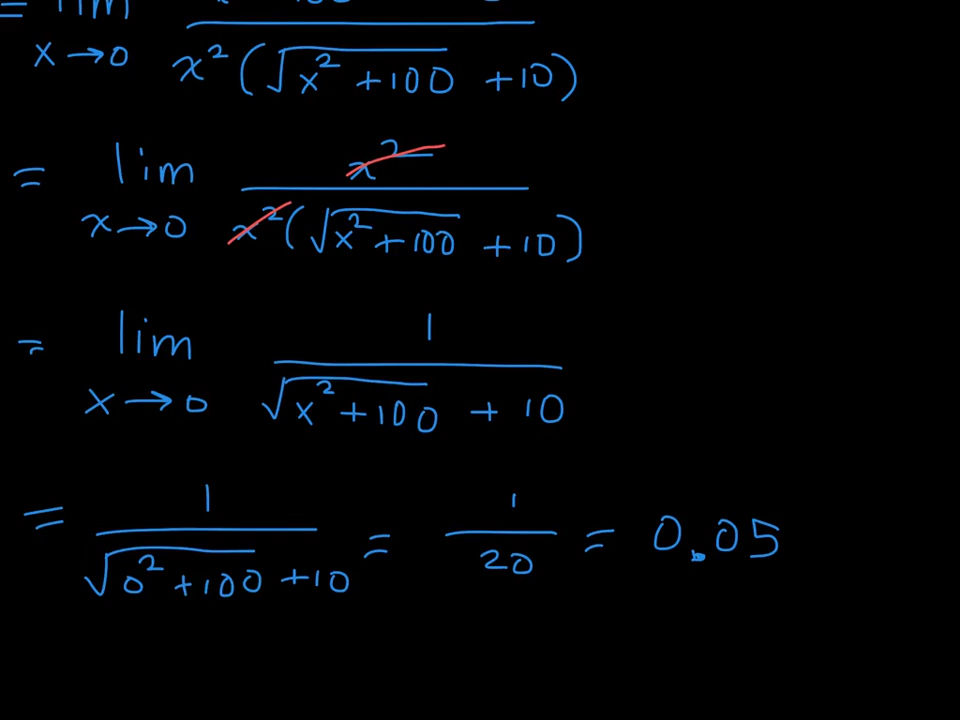 = lim
x→0 x²(√x²+100 +10)
= lim x²
x→0 x²(√x²+100 +10)
= lim 1
x→0 √x²+100 + 10
= 1/√0²+100 +10 = 1/20 = 0.05